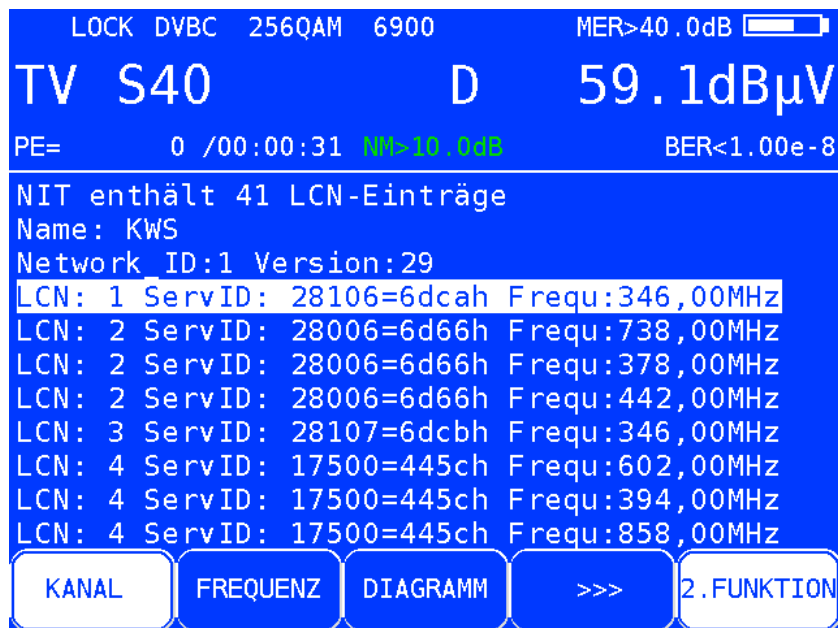 LOCK DVBC 256QAM 6900 MER>40.0dB
TV S40 D 59.1dBµV
PE= 0 /00:00:31 NM>10.0dB BER<1.00e-8
NIT enthält 41 LCN-Einträge
Name: KWS
Network_ID:1 Version:29
LCN: 1 ServID: 28106=6dcah Frequ:346,00MHz
LCN: 2 ServID: 28006=6d66h Frequ:738,00MHz
LCN: 2 ServID: 28006=6d66h Frequ:378,00MHz
LCN: 2 ServID: 28006=6d66h Frequ:442,00MHz
LCN: 3 ServID: 28107=6dcbh Frequ:346,00MHz
LCN: 4 ServID: 17500=445ch Frequ:602,00MHz
LCN: 4 ServID: 17500=445ch Frequ:394,00MHz
LCN: 4 ServID: 17500=445ch Frequ:858,00MHz
KANAL FREQUENZ DIAGRAMM >>> 2.FUNKTION